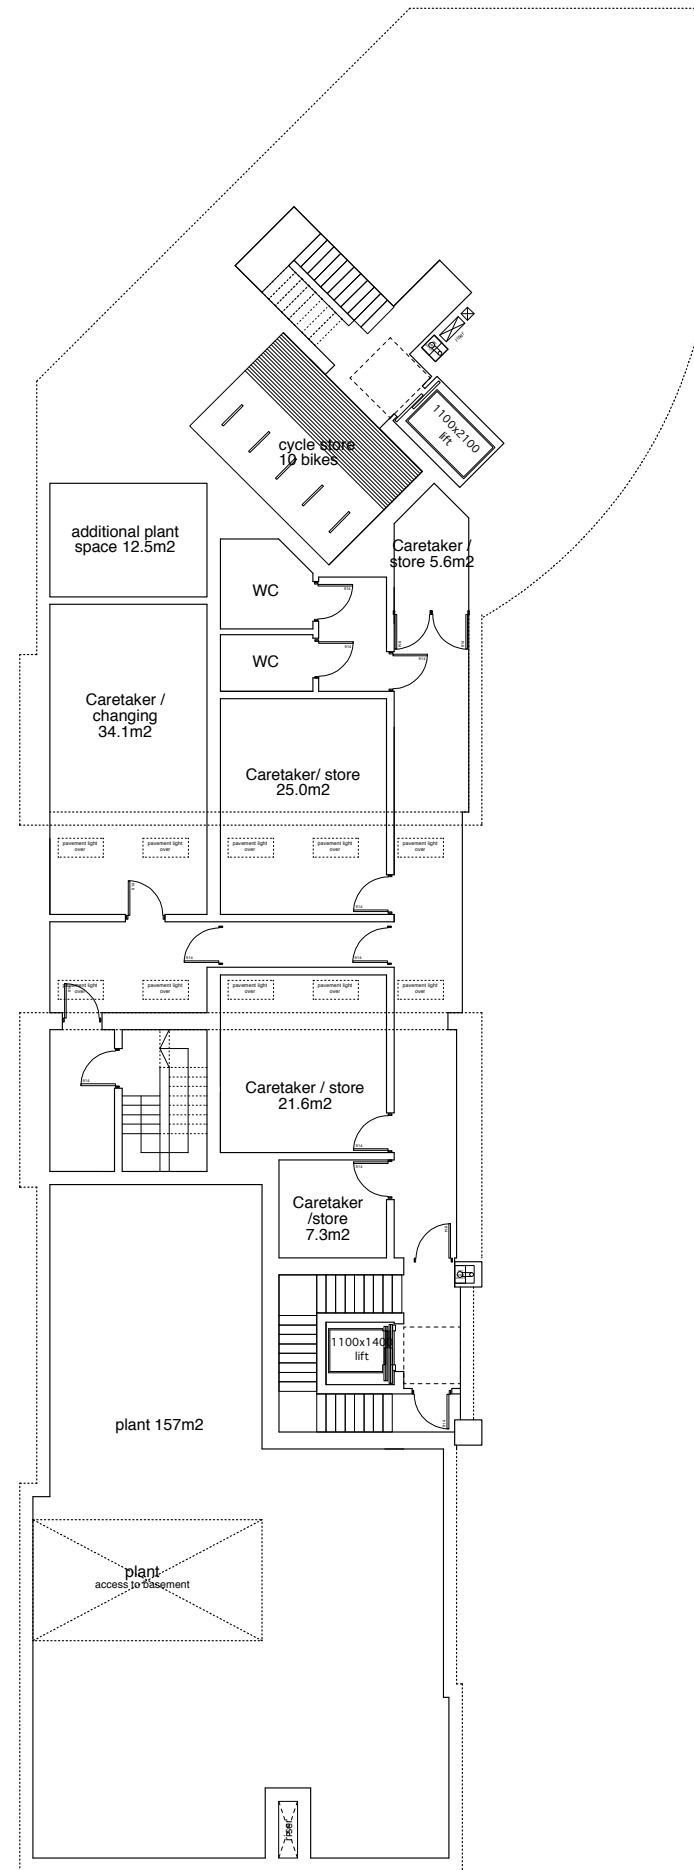 riser
1100x2100
lift
cycle store
10 bikes
additional plant
space 12.5m2
Caretaker /
store 5.6m2
WC
WC
Caretaker /
changing
34.1m2
Caretaker/ store
25.0m2
pavement light
over
pavement light
over
pavement light
over
pavement light
over
pavement light
over
pavement light
over
pavement light
over
pavement light
over
pavement light
over
pavement light
over
Caretaker / store
21.6m2
Caretaker
/store
7.3m2
1100x1400
lift
plant 157m2
plant
access to basement
riser